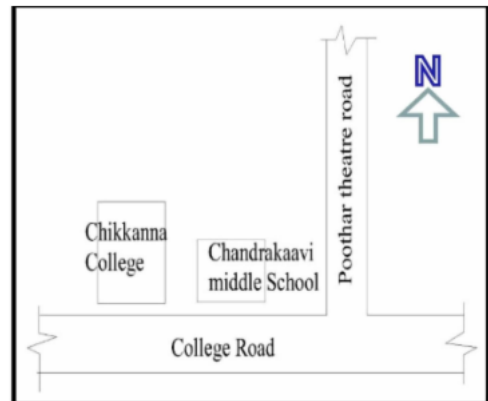 N
Poothar theatre road
Chikkanna
College
Chandrakaavi
middle School
College Road